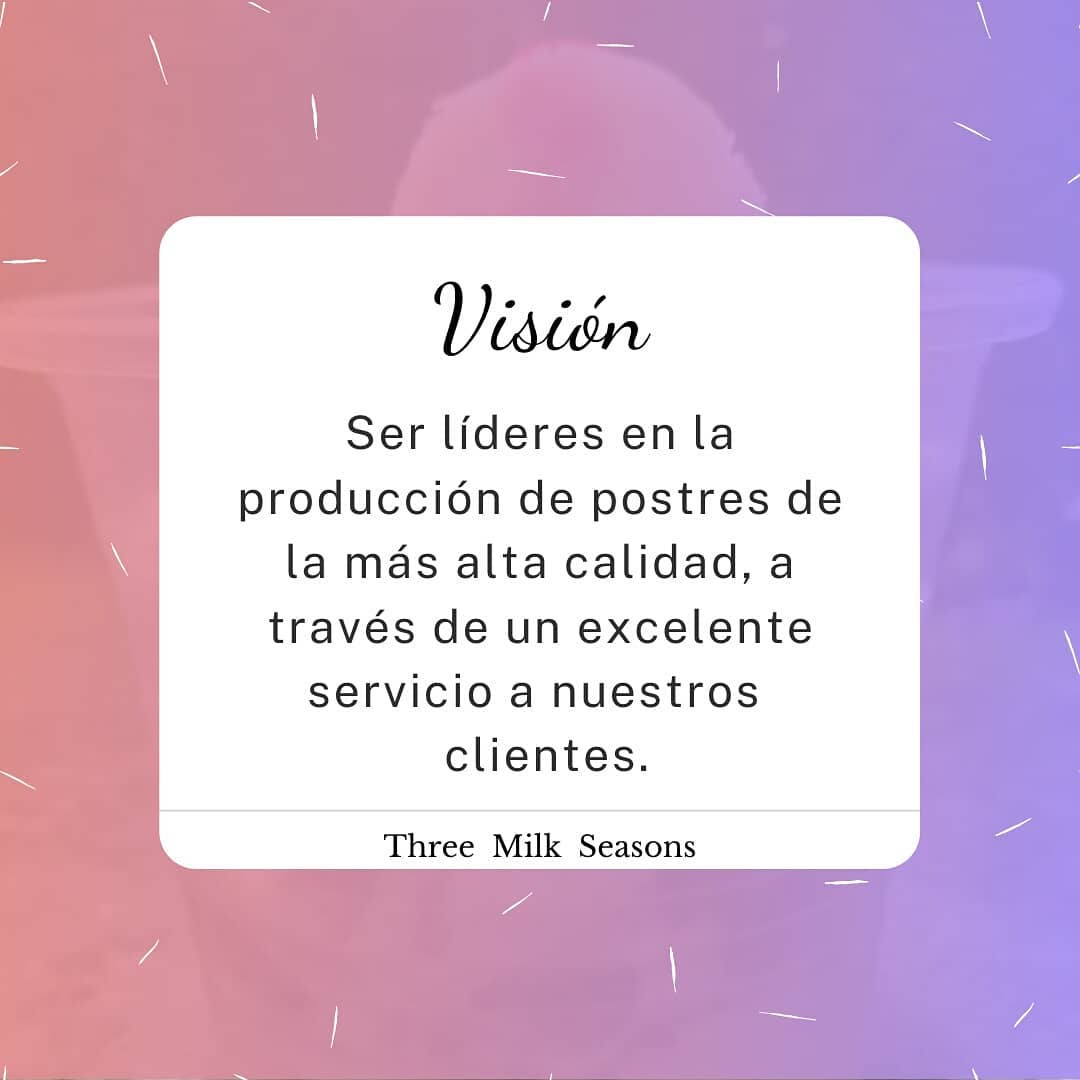 Visión
Ser líderes en la
producción de postres de
la más alta calidad, a
través de un excelente
servicio a nuestros
clientes.
Three Milk Seasons